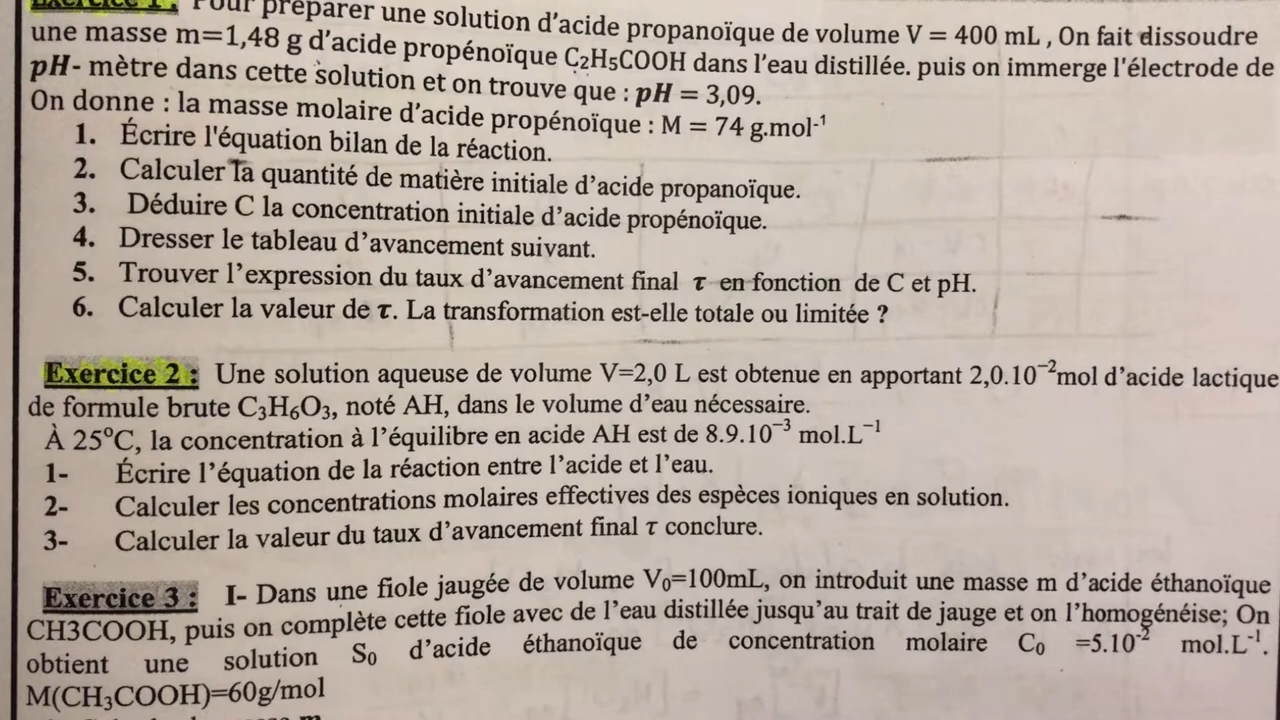 Exercice 1 : Pour préparer une solution d'acide propanoïque de volume V = 400 mL , On fait dissoudre
une masse m=1,48 g d'acide propénoïque C₂H₅COOH dans l'eau distillée. puis on immerge l'électrode de
pH- mètre dans cette solution et on trouve que : pH = 3,09.
On donne : la masse molaire d'acide propénoïque : M = 74 g.mol⁻¹
1. Écrire l'équation bilan de la réaction.
2. Calculer la quantité de matière initiale d'acide propanoïque.
3. Déduire C la concentration initiale d'acide propénoïque.
4. Dresser le tableau d'avancement suivant.
5. Trouver l'expression du taux d'avancement final τ en fonction de C et pH.
6. Calculer la valeur de τ. La transformation est-elle totale ou limitée ?
Exercice 2 : Une solution aqueuse de volume V=2,0 L est obtenue en apportant 2,0.10⁻²mol d'acide lactique
de formule brute C₃H₆O₃, noté AH, dans le volume d'eau nécessaire.
À 25°C, la concentration à l'équilibre en acide AH est de 8.9.10⁻³ mol.L⁻¹
1- Écrire l'équation de la réaction entre l'acide et l'eau.
2- Calculer les concentrations molaires effectives des espèces ioniques en solution.
3- Calculer la valeur du taux d'avancement final τ conclure.
Exercice 3 : I- Dans une fiole jaugée de volume V₀=100mL, on introduit une masse m d'acide éthanoïque
CH3COOH, puis on complète cette fiole avec de l'eau distillée jusqu'au trait de jauge et on l'homogénéise; On
obtient une solution S₀ d'acide éthanoïque de concentration molaire C₀ =5.10⁻² mol.L⁻¹.
M(CH₃COOH)=60g/mol